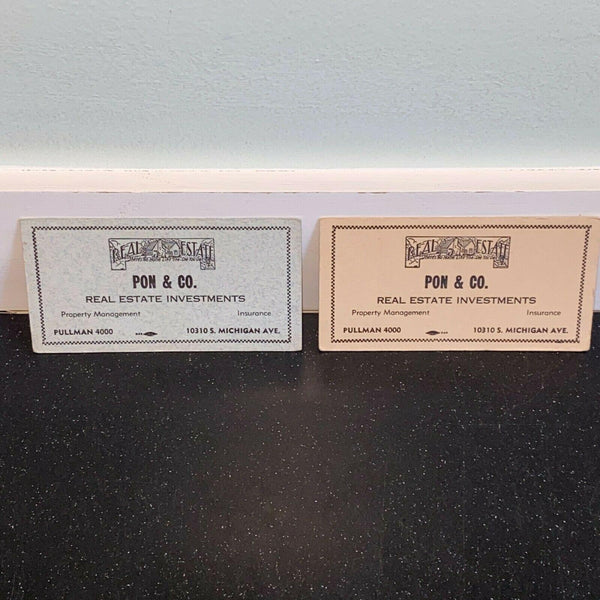 REAL ESTATE
PON & CO.
REAL ESTATE INVESTMENTS
Property Management Insurance
PULLMAN 4000 10310 S. MICHIGAN AVE.
REAL ESTATE
PON & CO.
REAL ESTATE INVESTMENTS
Property Management Insurance
PULLMAN 4000 10310 S. MICHIGAN AVE.